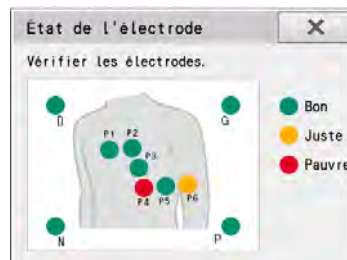 État de l'électrode
Vérifier les électrodes.
D
G
P1 P2
P3
P4 P5 P6
N
P
Bon
Juste
Pauvre